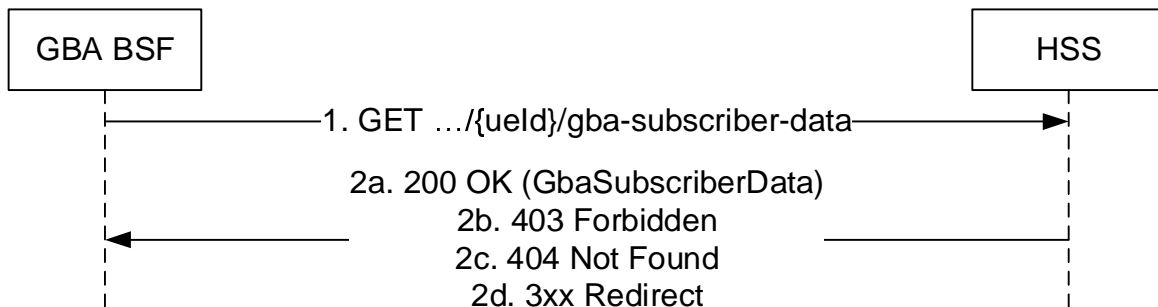 GBA BSF
HSS
1. GET …/{ueId}/gba-subscriber-data
2a. 200 OK (GbaSubscriberData)
2b. 403 Forbidden
2c. 404 Not Found
2d. 3xx Redirect